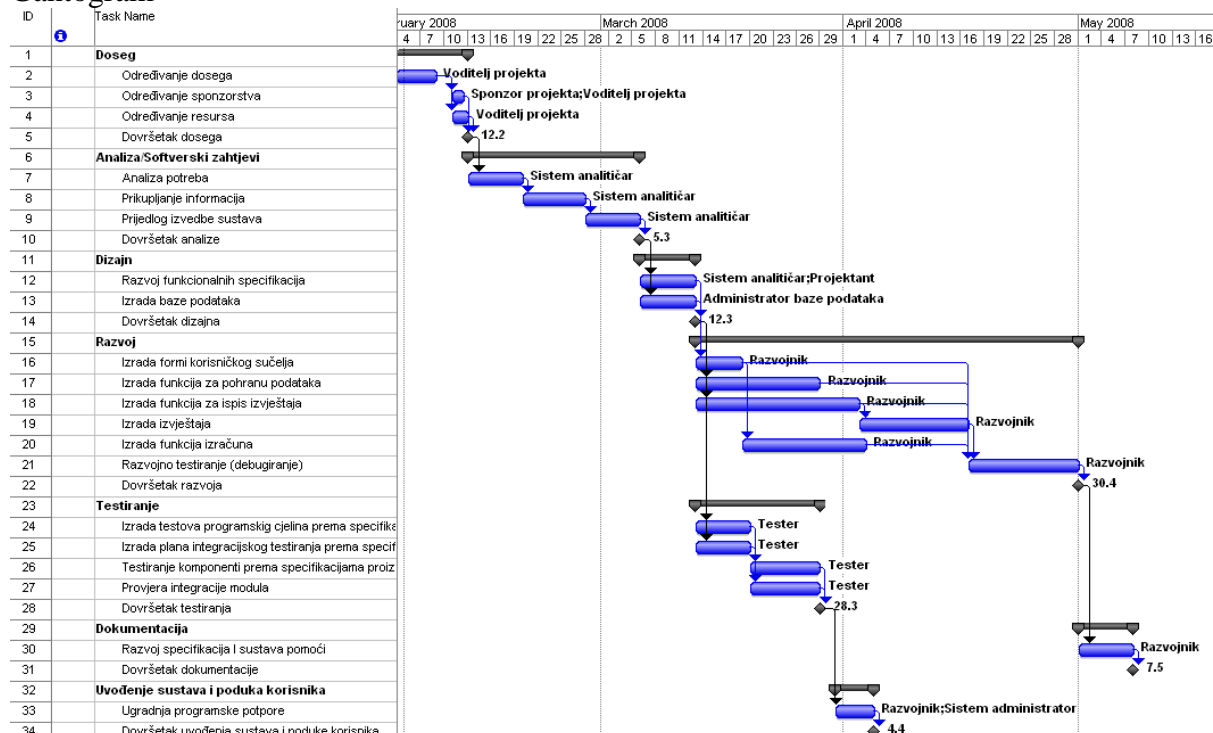 ID Task Name
ruary 2008 March 2008 April 2008 May 2008
4 7 10 13 16 19 22 25 28 2 5 8 11 14 17 20 23 26 29 1 4 7 10 13 16 19 22 25 28 1 4 7 10 13 16
1 Doseg
2 Određivanje dosega Voditelj projekta
3 Određivanje sponzorstva Sponzor projekta;Voditelj projekta
4 Određivanje resursa Voditelj projekta
5 Dovršetak dosega 12.2
6 Analiza/Softverski zahtjevi
7 Analiza potreba Sistem analitičar
8 Prikupljanje informacija Sistem analitičar
9 Prijedlog izvedbe sustava Sistem analitičar
10 Dovršetak analize 5.3
11 Dizajn
12 Razvoj funkcionalnih specifikacija Sistem analitičar;Projektant
13 Izrada baze podataka Administrator baze podataka
14 Dovršetak dizajna 12.3
15 Razvoj
16 Izrada formi korisničkog sučelja Razvojnik
17 Izrada funkcija za pohranu podataka Razvojnik
18 Izrada funkcija za ispis izvještaja Razvojnik
19 Izrada izvještaja Razvojnik
20 Izrada funkcija izračuna Razvojnik
21 Razvojno testiranje (debugiranje) Razvojnik
22 Dovršetak razvoja 30.4
23 Testiranje
24 Izrada testova programskig cjelina prema specifika Tester
25 Izrada plana integracijskog testiranja prema specif Tester
26 Testiranje komponenti prema specifikacijama proiz Tester
27 Provjera integracije modula Tester
28 Dovršetak testiranja 28.3
29 Dokumentacija
30 Razvoj specifikacija I sustava pomoći Razvojnik
31 Dovršetak dokumentacije 7.5
32 Uvođenje sustava i poduka korisnika
33 Ugradnja programske potpore Razvojnik;Sistem administrator
34 Dovršetak uvođenja sustava i poduke korisnika 4.4